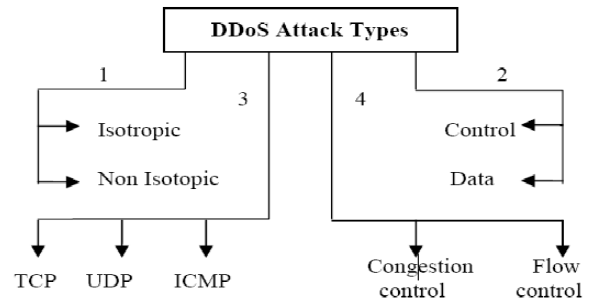 DDoS Attack Types
1
2
3
4
Isotropic
Control
Non Isotopic
Data
TCP UDP ICMP
Congestion control
Flow control